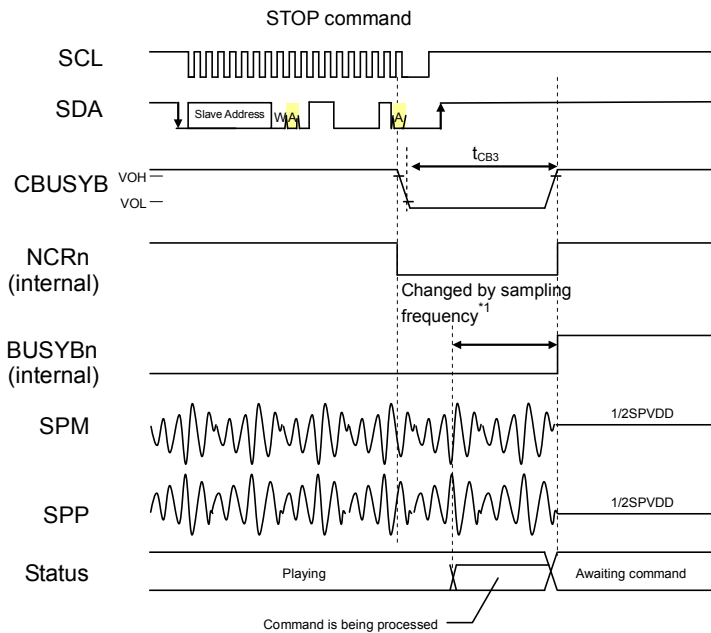 STOP command
SCL
SDA
Slave Address
W
A
A
CBUSYB
VOH
VOL
tCB3
NCRn
(internal)
Changed by sampling
frequency*1
BUSYBn
(internal)
SPM
1/2SPVDD
SPP
1/2SPVDD
Status
Playing
Awaiting command
Command is being processed